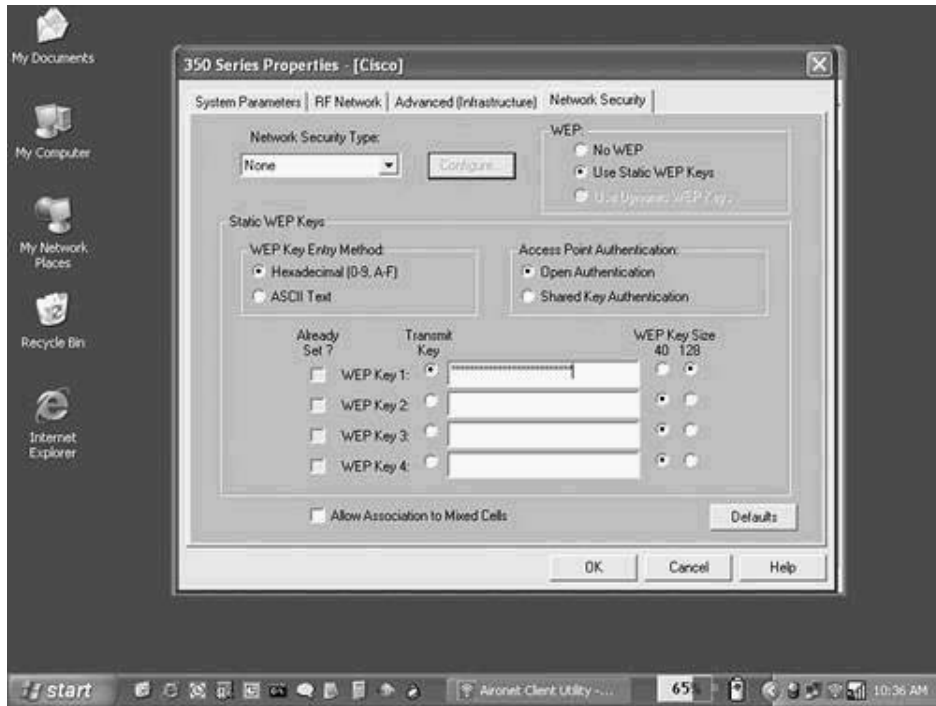 My Documents
My Computer
My Network
Places
Recycle Bin
Internet
Explorer
350 Series Properties - [Cisco]
System Parameters
RF Network
Advanced (Infrastructure)
Network Security
Network Security Type:
None
Configure...
WEP:
No WEP
Use Static WEP Keys
Use Dynamic WEP Keys
Static WEP Keys
WEP Key Entry Method:
Hexadecimal (0-9, A-F)
ASCII Text
Access Point Authentication:
Open Authentication
Shared Key Authentication
Already
Set ?
Transmit
Key
WEP Key Size
40 128
WEP Key 1: **************************
WEP Key 2:
WEP Key 3:
WEP Key 4:
Allow Association to Mixed Cells
Defaults
OK
Cancel
Help
start
Aironet Client Utility -...
65%
10:36 AM